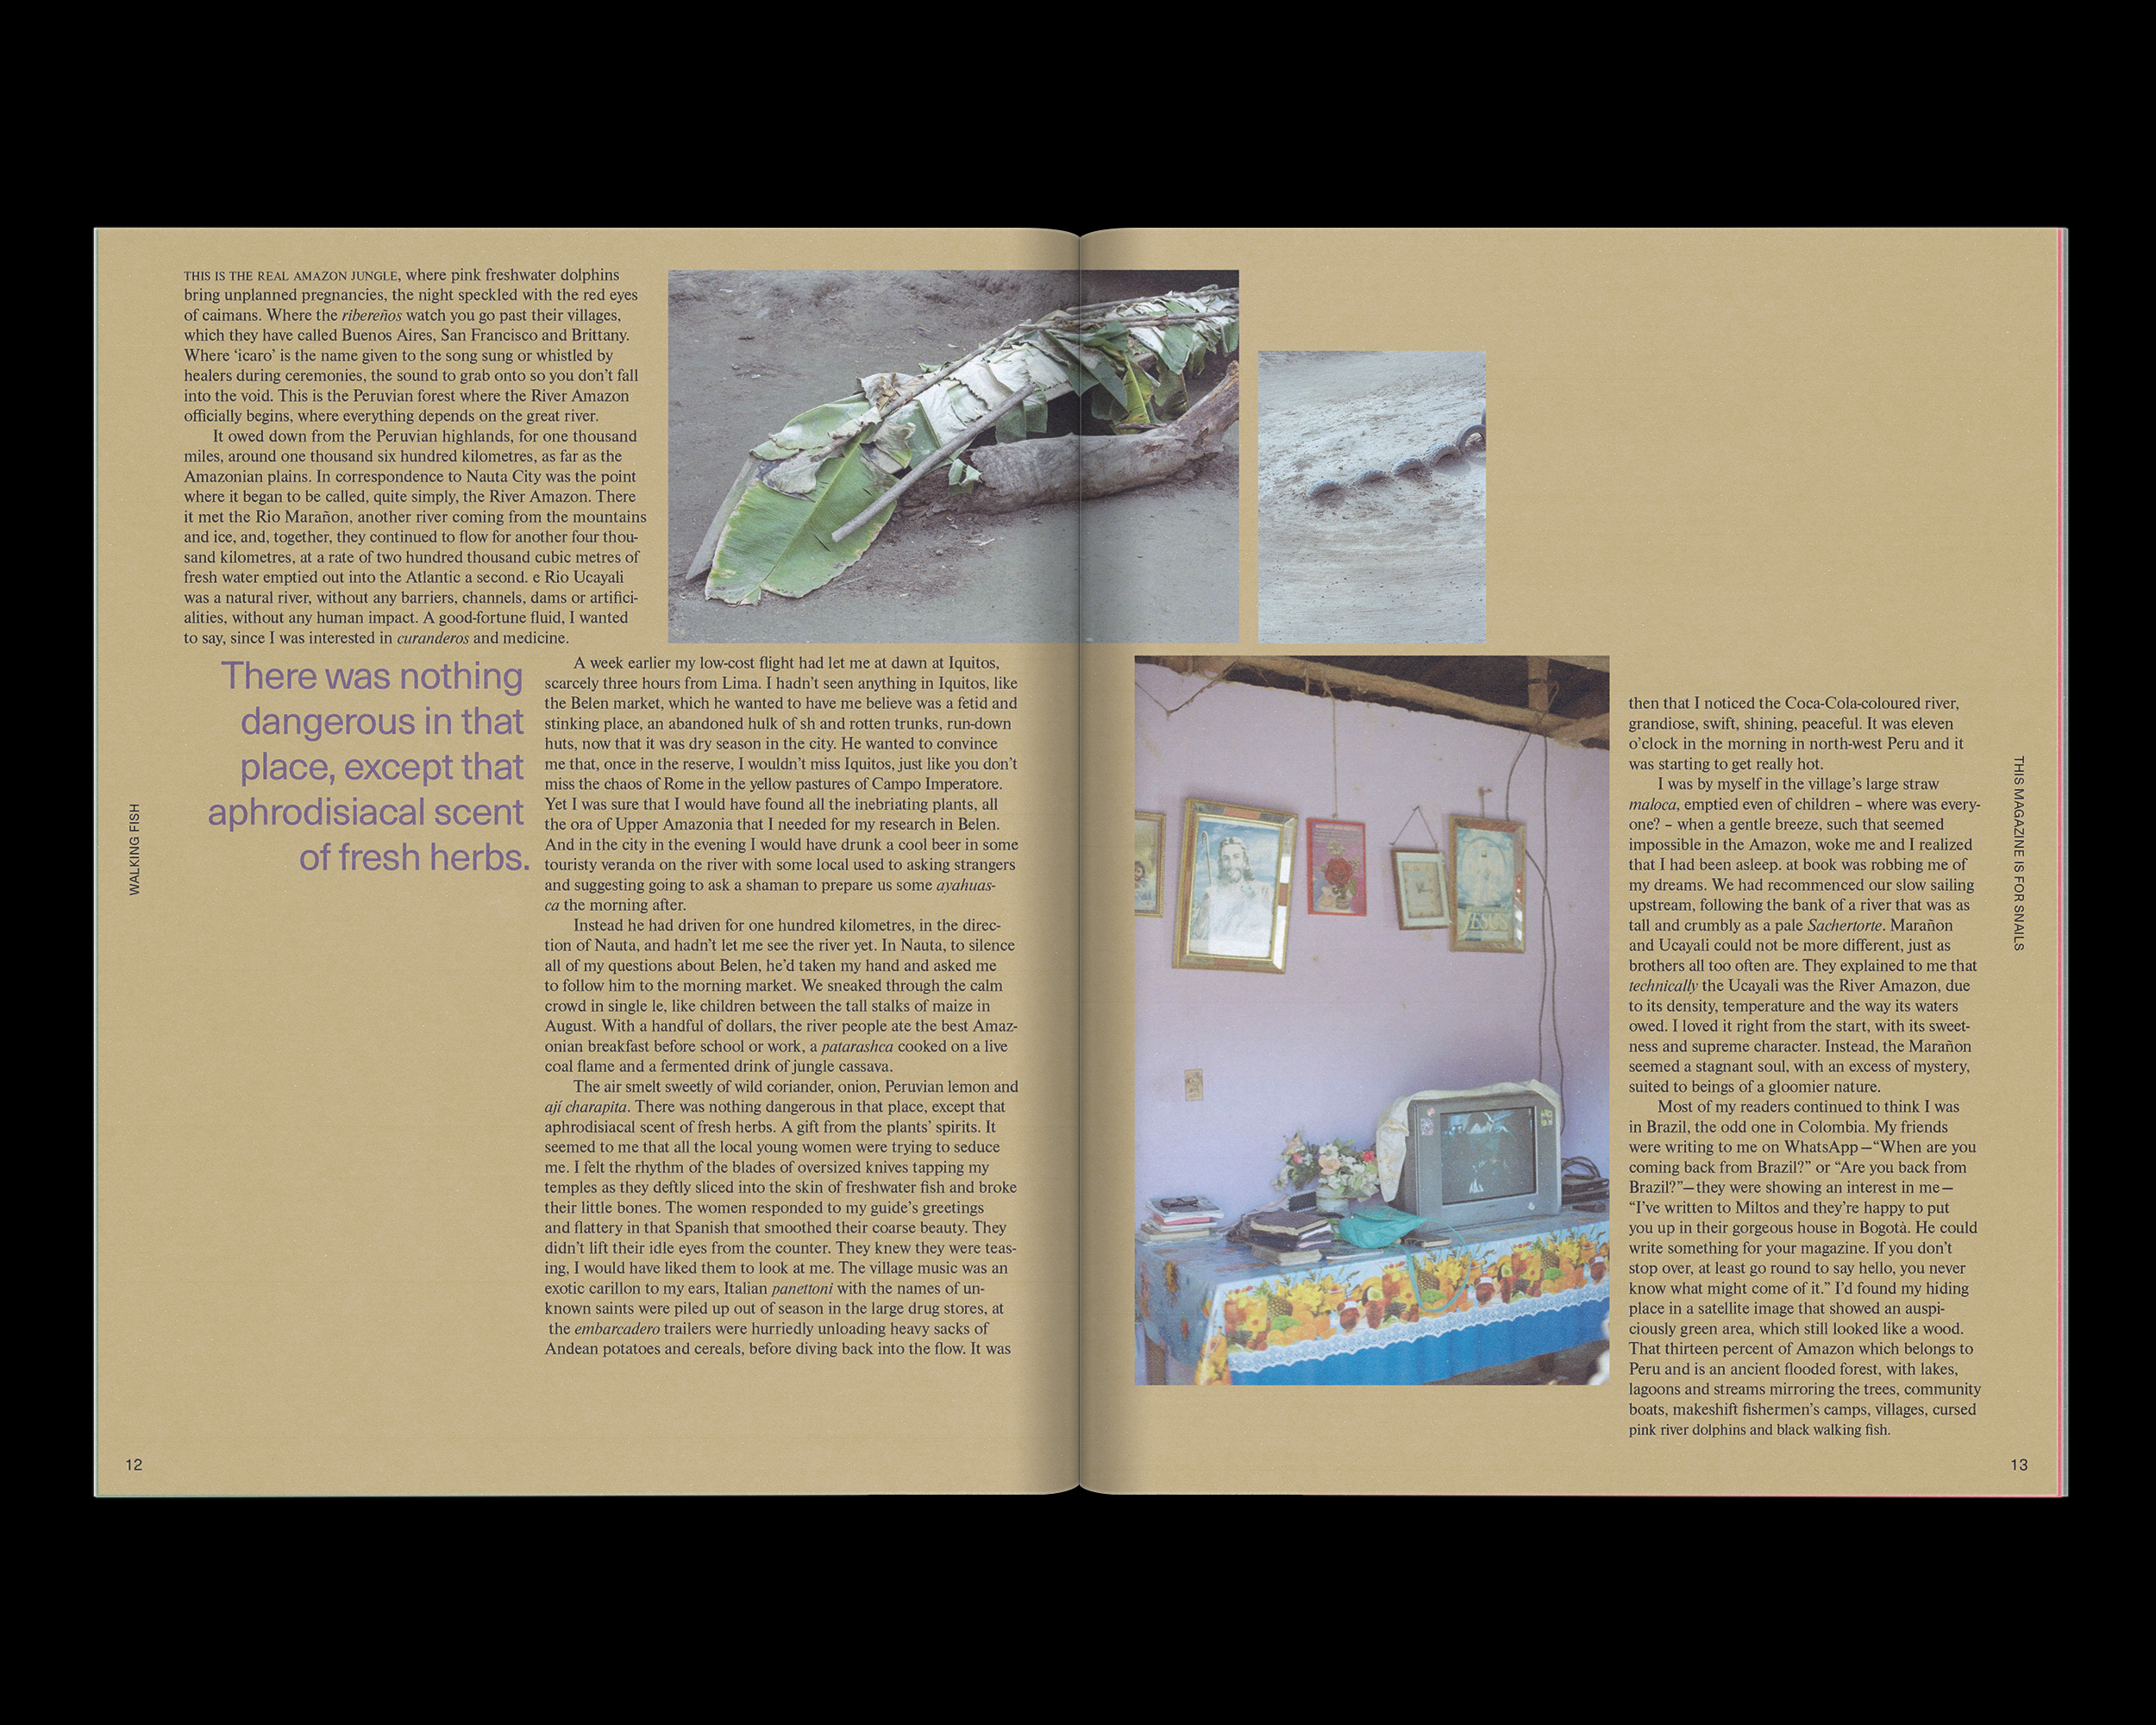 THIS IS THE REAL AMAZON JUNGLE, where pink freshwater dolphins
bring unplanned pregnancies, the night speckled with the red eyes
of caimans. Where the ribereños watch you go past their villages,
which they have called Buenos Aires, San Francisco and Brittany.
Where ‘icaro’ is the name given to the song sung or whistled by
healers during ceremonies, the sound to grab onto so you don’t fall
into the void. This is the Peruvian forest where the River Amazon
officially begins, where everything depends on the great river.
It owed down from the Peruvian highlands, for one thousand
miles, around one thousand six hundred kilometres, as far as the
Amazonian plains. In correspondence to Nauta City was the point
where it began to be called, quite simply, the River Amazon. There
it met the Rio Marañon, another river coming from the mountains
and ice, and, together, they continued to flow for another four thou-
sand kilometres, at a rate of two hundred thousand cubic metres of
fresh water emptied out into the Atlantic a second. e Rio Ucayali
was a natural river, without any barriers, channels, dams or artifici-
alities, without any human impact. A good-fortune fluid, I wanted
to say, since I was interested in curanderos and medicine.
There was nothing
dangerous in that
place, except that
aphrodisiacal scent
of fresh herbs.
WALKING FISH
A week earlier my low-cost flight had let me at dawn at Iquitos,
scarcely three hours from Lima. I hadn’t seen anything in Iquitos, like
the Belen market, which he wanted to have me believe was a fetid and
stinking place, an abandoned hulk of sh and rotten trunks, run-down
huts, now that it was dry season in the city. He wanted to convince
me that, once in the reserve, I wouldn’t miss Iquitos, just like you don’t
miss the chaos of Rome in the yellow pastures of Campo Imperatore.
Yet I was sure that I would have found all the inebriating plants, all
the ora of Upper Amazonia that I needed for my research in Belen.
And in the city in the evening I would have drunk a cool beer in some
touristy veranda on the river with some local used to asking strangers
and suggesting going to ask a shaman to prepare us some ayahuas-
ca the morning after.
Instead he had driven for one hundred kilometres, in the direc-
tion of Nauta, and hadn’t let me see the river yet. In Nauta, to silence
all of my questions about Belen, he’d taken my hand and asked me
to follow him to the morning market. We sneaked through the calm
crowd in single le, like children between the tall stalks of maize in
August. With a handful of dollars, the river people ate the best Amaz-
onian breakfast before school or work, a patarashca cooked on a live
coal flame and a fermented drink of jungle cassava.
The air smelt sweetly of wild coriander, onion, Peruvian lemon and
ají charapita. There was nothing dangerous in that place, except that
aphrodisiacal scent of fresh herbs. A gift from the plants’ spirits. It
seemed to me that all the local young women were trying to seduce
me. I felt the rhythm of the blades of oversized knives tapping my
temples as they deftly sliced into the skin of freshwater fish and broke
their little bones. The women responded to my guide’s greetings
and flattery in that Spanish that smoothed their coarse beauty. They
didn’t lift their idle eyes from the counter. They knew they were teas-
ing, I would have liked them to look at me. The village music was an
exotic carillon to my ears, Italian panettoni with the names of un-
known saints were piled up out of season in the large drug stores, at
the embarcadero trailers were hurriedly unloading heavy sacks of
Andean potatoes and cereals, before diving back into the flow. It was
12
JESUS
then that I noticed the Coca-Cola-coloured river,
grandiose, swift, shining, peaceful. It was eleven
o’clock in the morning in north-west Peru and it
was starting to get really hot.
I was by myself in the village’s large straw
maloca, emptied even of children – where was every-
one? – when a gentle breeze, such that seemed
impossible in the Amazon, woke me and I realized
that I had been asleep. at book was robbing me of
my dreams. We had recommenced our slow sailing
upstream, following the bank of a river that was as
tall and crumbly as a pale Sachertorte. Marañon
and Ucayali could not be more different, just as
brothers all too often are. They explained to me that
technically the Ucayali was the River Amazon, due
to its density, temperature and the way its waters
owed. I loved it right from the start, with its sweet-
ness and supreme character. Instead, the Marañon
seemed a stagnant soul, with an excess of mystery,
suited to beings of a gloomier nature.
Most of my readers continued to think I was
in Brazil, the odd one in Colombia. My friends
were writing to me on WhatsApp—“When are you
coming back from Brazil?” or “Are you back from
Brazil?”—they were showing an interest in me—
“I’ve written to Miltos and they’re happy to put
you up in their gorgeous house in Bogotà. He could
write something for your magazine. If you don’t
stop over, at least go round to say hello, you never
know what might come of it.” I’d found my hiding
place in a satellite image that showed an auspi-
ciously green area, which still looked like a wood.
That thirteen percent of Amazon which belongs to
Peru and is an ancient flooded forest, with lakes,
lagoons and streams mirroring the trees, community
boats, makeshift fishermen’s camps, villages, cursed
pink river dolphins and black walking fish.
THIS MAGAZINE IS FOR SNAILS
13